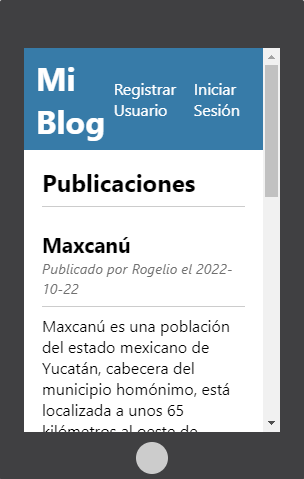 Mi
Blog
Registrar
Usuario
Iniciar
Sesión
Publicaciones
Maxcanú
Publicado por Rogelio el 2022-
10-22
Maxcanú es una población
del estado mexicano de
Yucatán, cabecera del
municipio homónimo, está
localizada a unos 65
kilómetros al oeste de